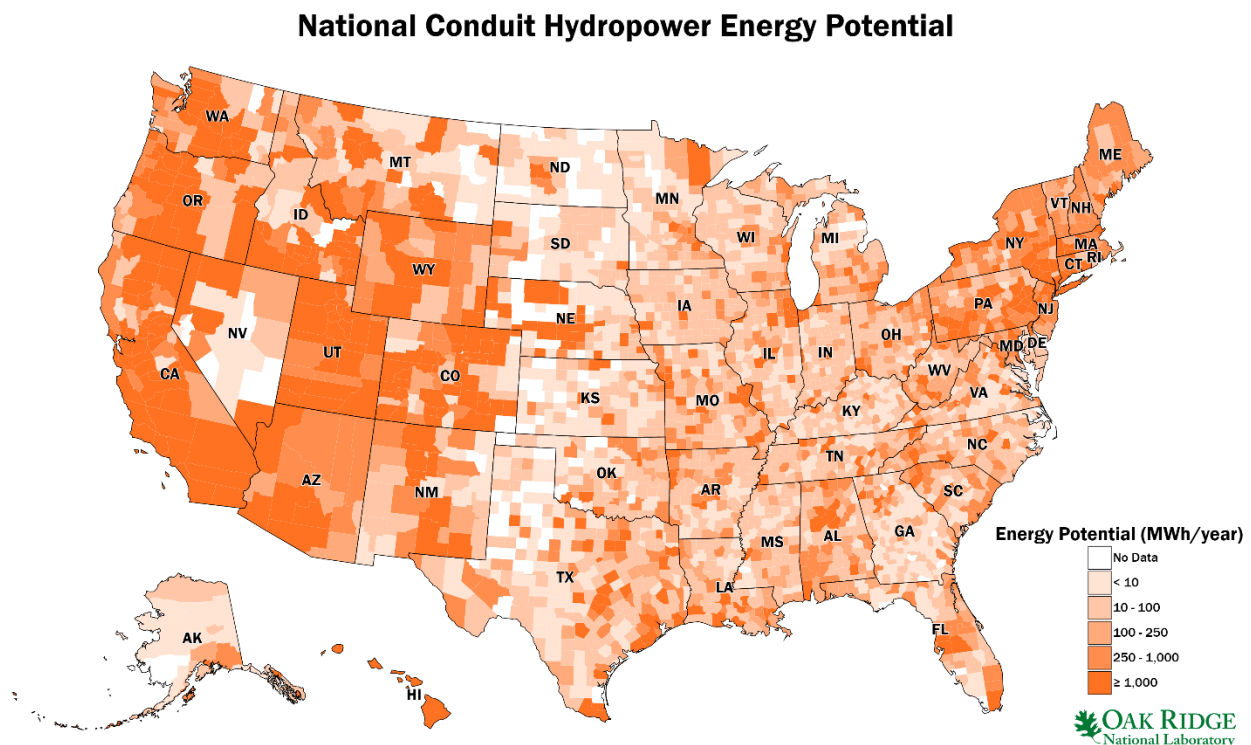 National Conduit Hydropower Energy Potential
WA
MT
ND
MN
ME
OR
ID
SD
WI
MI
VT
NH
NY
MA
CT
RI
WY
NE
IA
PA
NJ
NV
UT
CO
IL
IN
OH
MD
DE
CA
KS
MO
WV
VA
KY
AZ
NM
OK
AR
TN
NC
SC
MS
AL
GA
TX
LA
FL
AK
HI
Energy Potential (MWh/year)
No Data
< 10
10 - 100
100 - 250
250 - 1,000
≥ 1,000
OAK RIDGE
National Laboratory